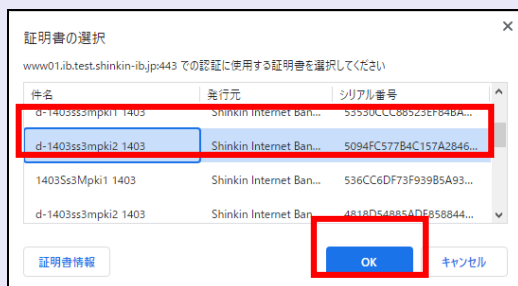 証明書の選択
www01.ib.test.shinkin-ib.jp:443 での認証に使用する証明書を選択してください
件名 発行元 シリアル番号
d-1403ss3mpki1 1403 Shinkin Internet Ban... 53530CCC88523EF84BA...
d-1403ss3mpki2 1403 Shinkin Internet Ban... 5094FC577B4C157A2846...
1403Ss3Mpki1 1403 Shinkin Internet Ban... 536CC6DF73F939B5A93...
d-1403ss3mpki2 1403 Shinkin Internet Ban... 4818D54885ADF858844...
証明書情報 OK キャンセル